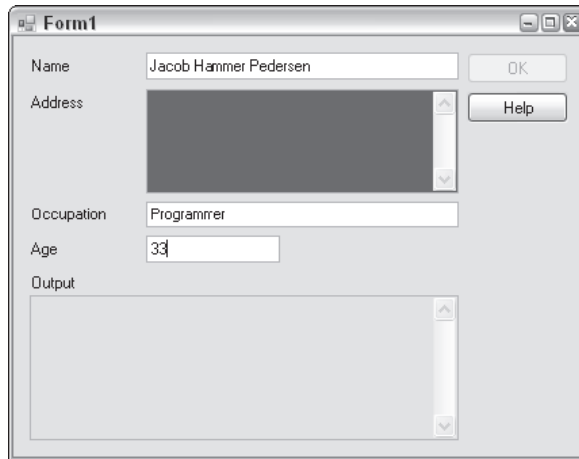 Form1
Name Jacob Hammer Pedersen OK
Address Help
Occupation Programmer
Age 33
Output